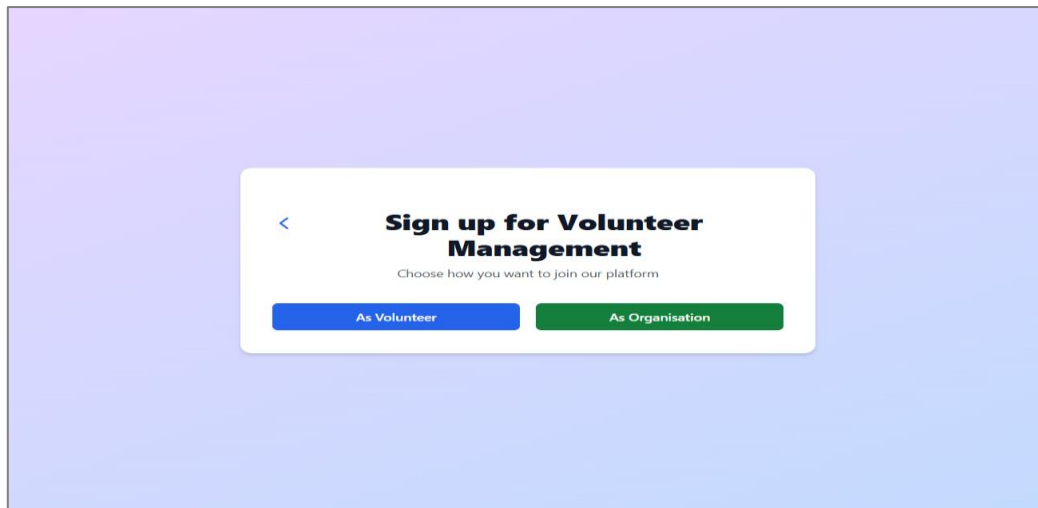 Sign up for Volunteer
Management
Choose how you want to join our platform
As Volunteer
As Organisation